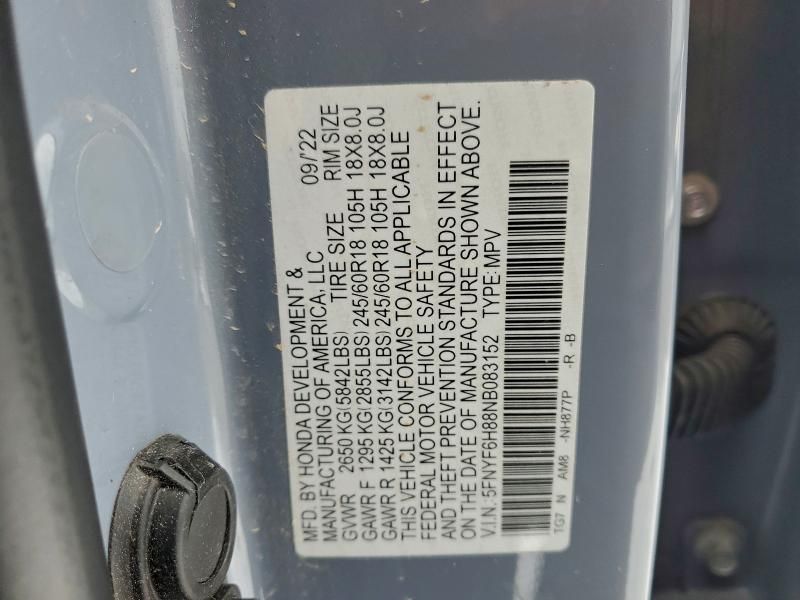 MFD. BY HONDA DEVELOPMENT &
MANUFACTURING OF AMERICA, LLC 09/'22
GVWR 2650 KG(5842LBS) TIRE SIZE RIM SIZE
GAWR F 1295 KG(2855LBS) 245/60R18 105H 18X8.0J
GAWR R 1425 KG(3142LBS) 245/60R18 105H 18X8.0J
THIS VEHICLE CONFORMS TO ALL APPLICABLE
FEDERAL MOTOR VEHICLE SAFETY
AND THEFT PREVENTION STANDARDS IN EFFECT
ON THE DATE OF MANUFACTURE SHOWN ABOVE.
V.I.N.:5FNYF6H88NB083152 TYPE:MPV
TG7 N AM8 -NH877P -R -B